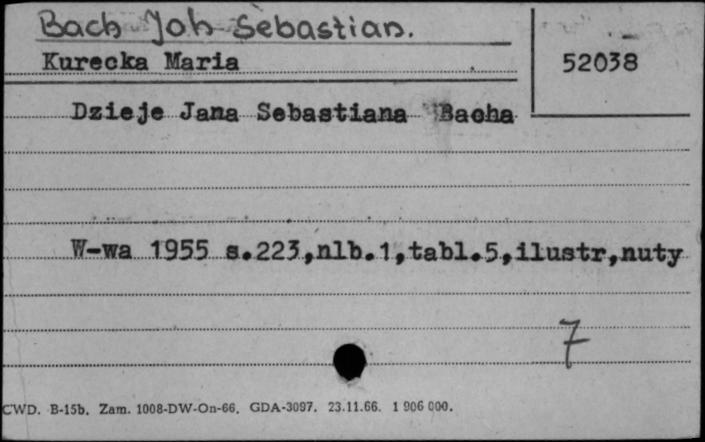 Bach Joh Sebastian.
Kurecka Maria
52038
Dzieje Jana Sebastiana Bacha
W-wa 1955 s.223,nlb.1,tabl.5,ilustr,nuty
7
CWD. B-15b. Zam. 1008-DW-On-66. GDA-3097. 23.11.66. 1 906 000.